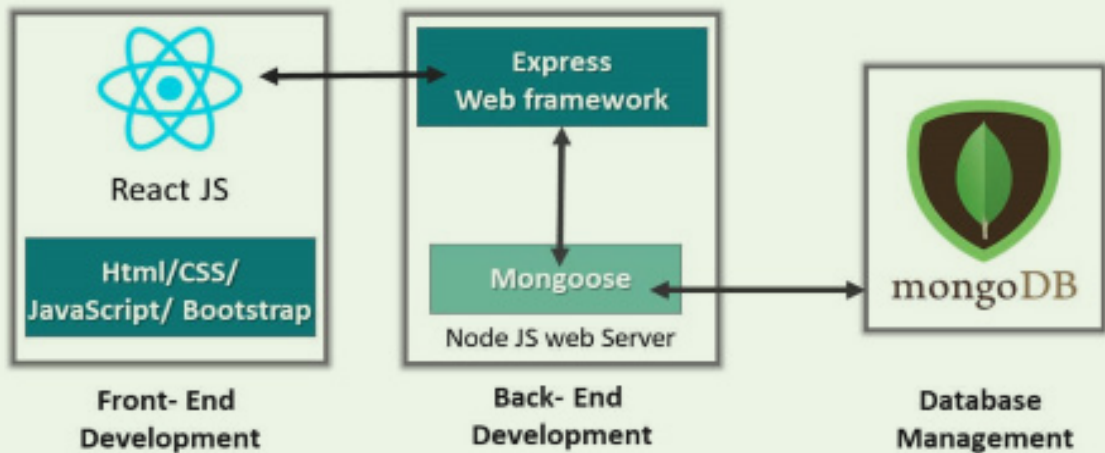 React JS
Html/CSS/
JavaScript/ Bootstrap
Front- End
Development
Express
Web framework
Mongoose
Node JS web Server
Back- End
Development
mongoDB
Database
Management